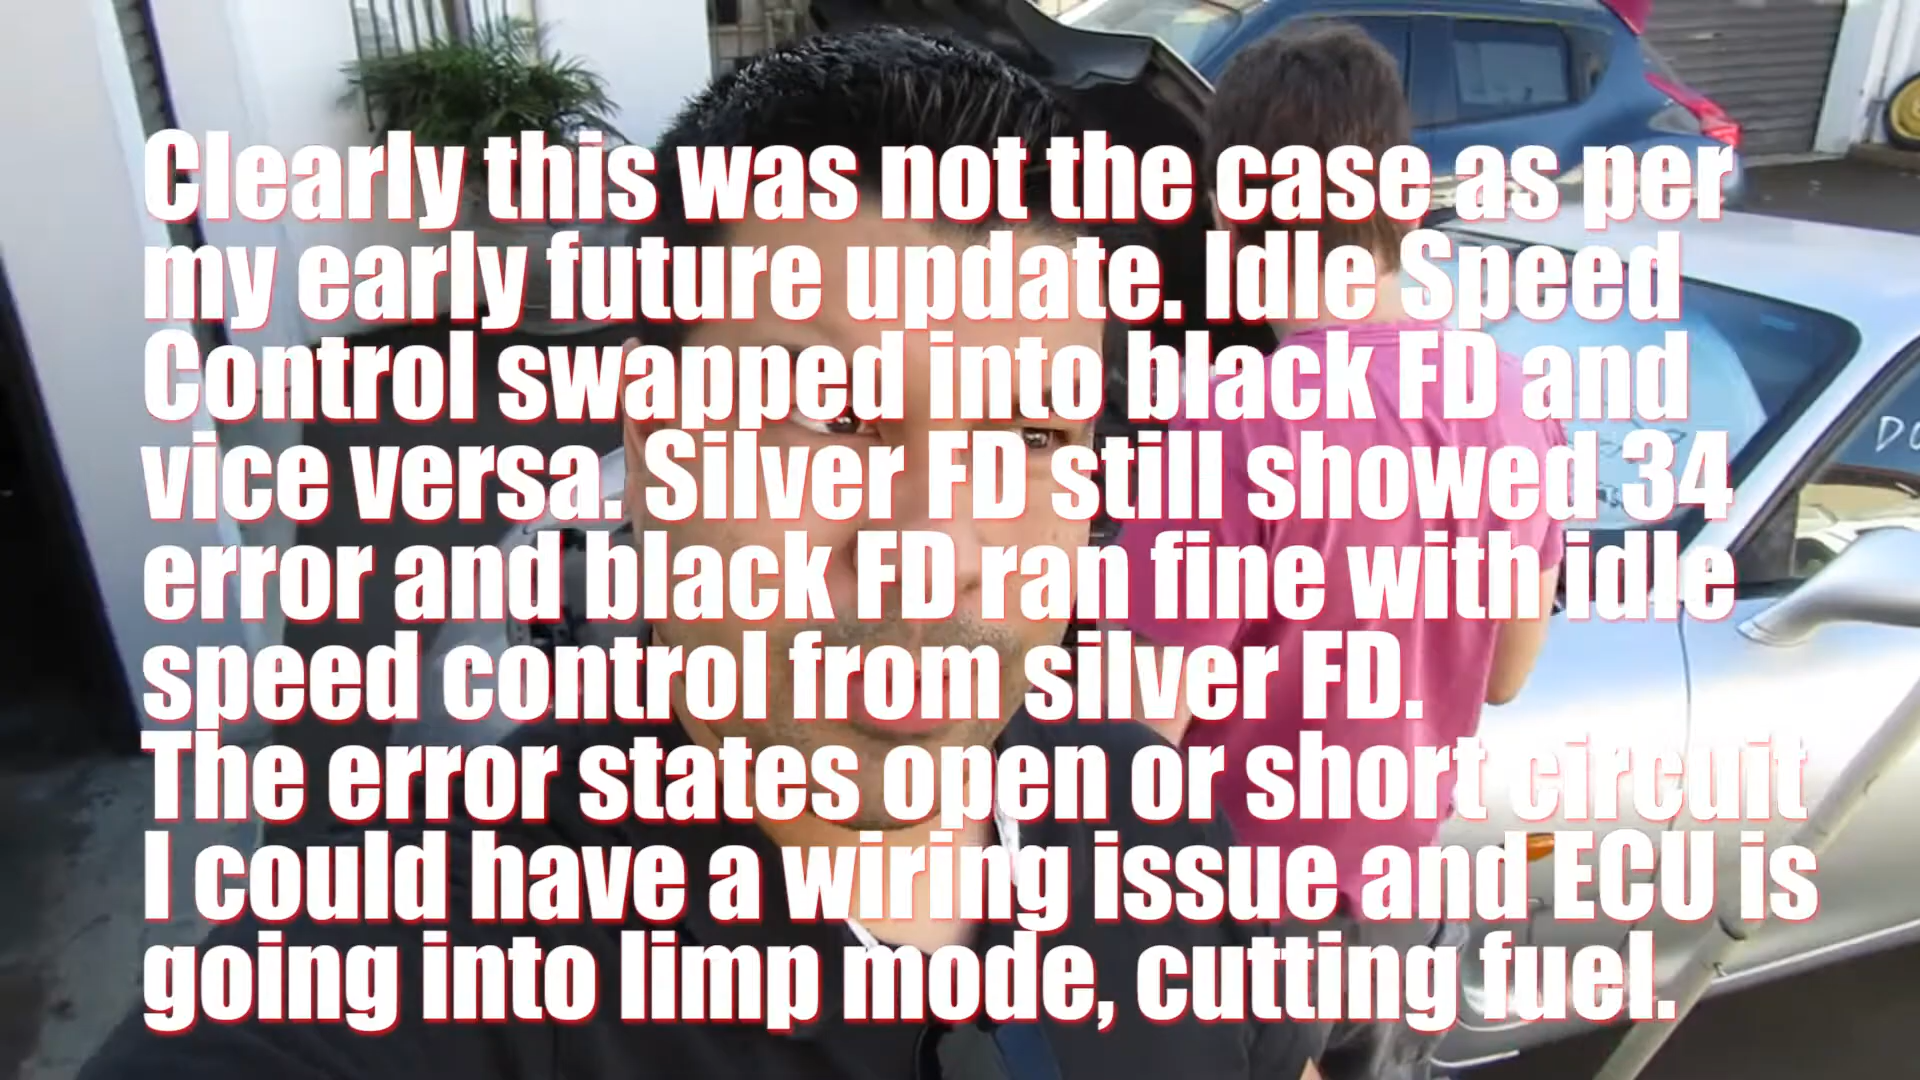 Clearly this was not the case as per
my early future update. Idle Speed
Control swapped into black FD and
vice versa. Silver FD still showed 34
error and black FD ran fine with idle
speed control from silver FD.
The error states open or short circuit
I could have a wiring issue and ECU is
going into limp mode, cutting fuel.